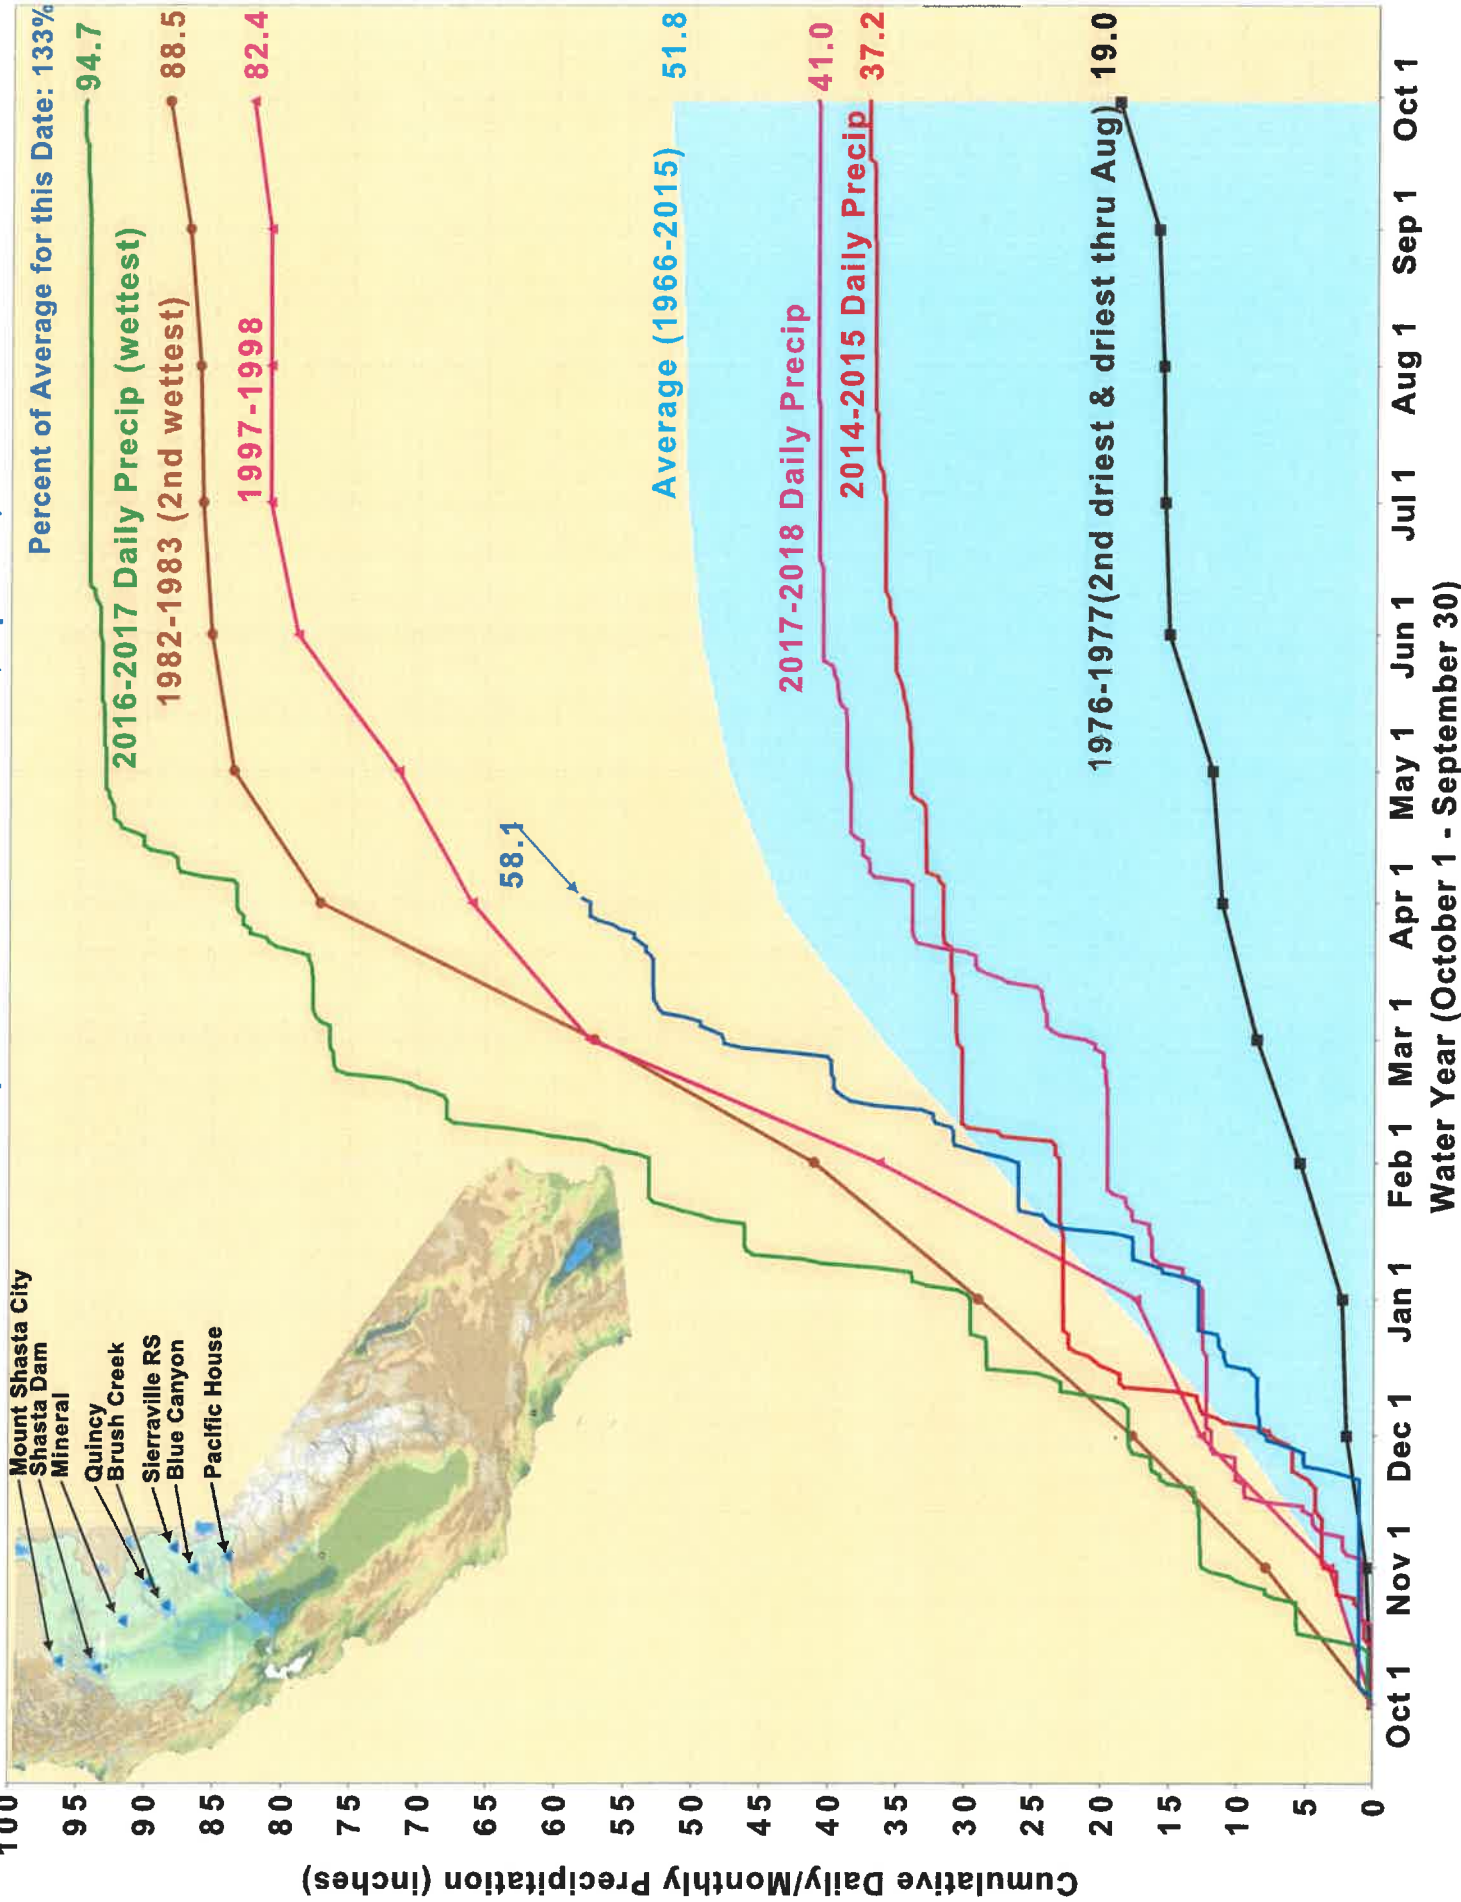 Percent of Average for this Date: 133%
Mount Shasta City
Shasta Dam
Mineral
Quincy
Brush Creek
Sierraville RS
Blue Canyon
Pacific House
2016-2017 Daily Precip (wettest)
94.7
1982-1983 (2nd wettest)
88.5
1997-1998
82.4
58.1
Average (1966-2015)
51.8
2017-2018 Daily Precip
41.0
2014-2015 Daily Precip
37.2
1976-1977(2nd driest & driest thru Aug)
19.0
Cumulative Daily/Monthly Precipitation (inches)
100
95
90
85
80
75
70
65
60
55
50
45
40
35
30
25
20
15
10
5
0
Oct 1 Nov 1 Dec 1 Jan 1 Feb 1 Mar 1 Apr 1 May 1 Jun 1 Jul 1 Aug 1 Sep 1 Oct 1
Water Year (October 1 - September 30)